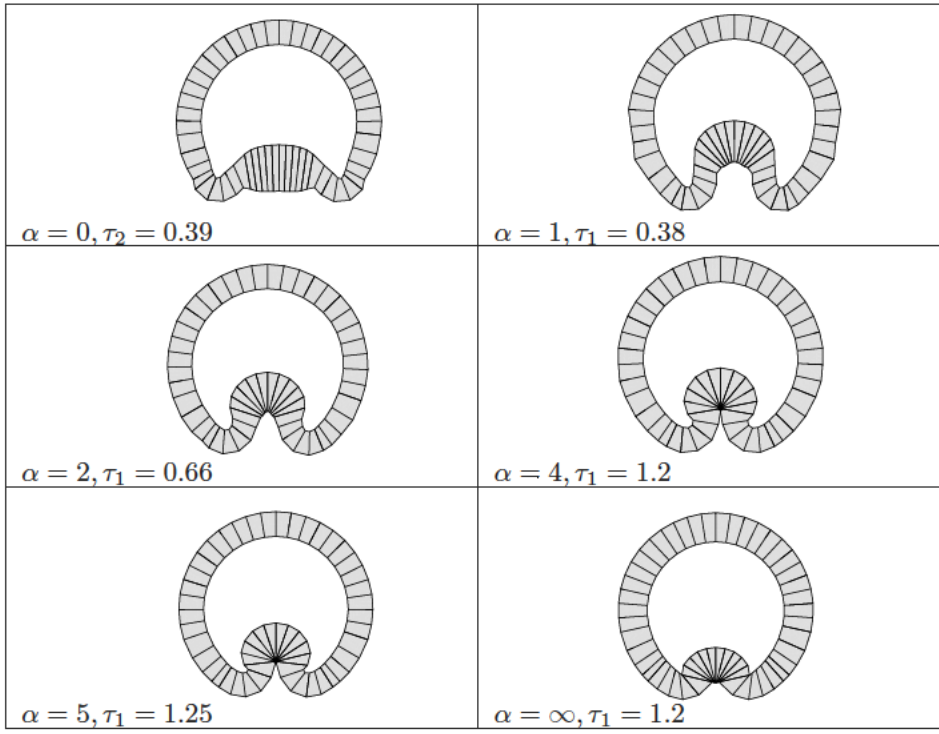 α = 0, τ₂ = 0.39
α = 1, τ₁ = 0.38
α = 2, τ₁ = 0.66
α = 4, τ₁ = 1.2
α = 5, τ₁ = 1.25
α = ∞, τ₁ = 1.2